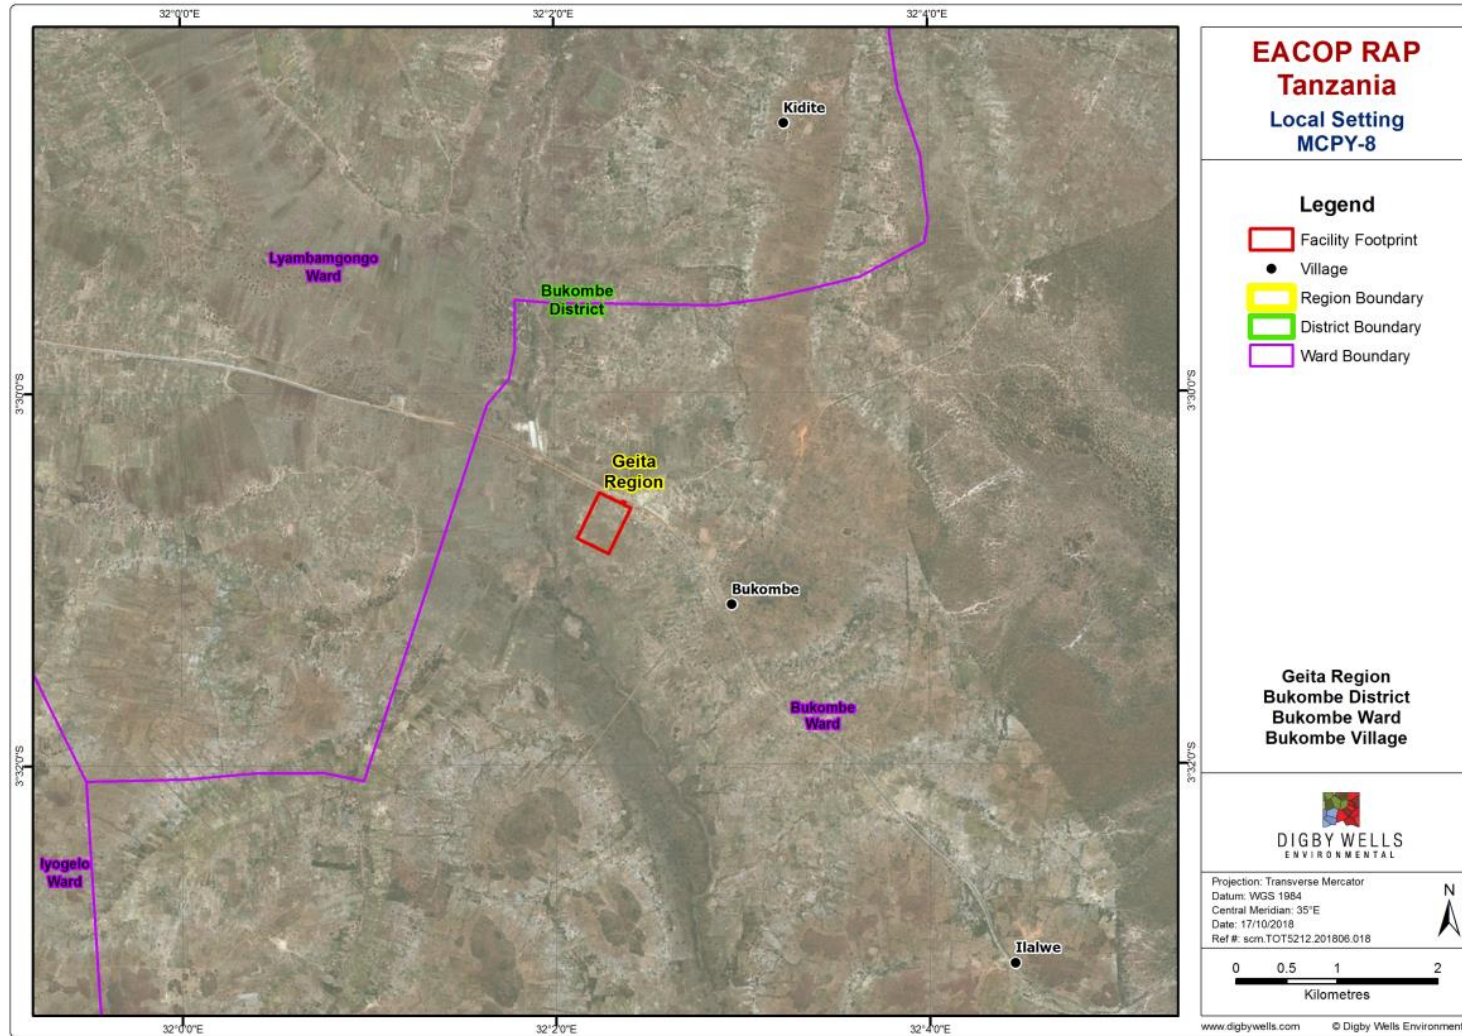 32°0'0"E
32°2'0"E
32°4'0"E
Kidite
Lyambamgongo
Ward
Bukombe
District
3°30'0"S
3°30'0"S
Geita
Region
Bukombe
Bukombe
Ward
3°32'0"S
3°32'0"S
Iyogelo
Ward
Ilalwe
32°0'0"E
32°2'0"E
32°4'0"E
EACOP RAP
Tanzania
Local Setting
MCPY-8
Legend
Facility Footprint
Village
Region Boundary
District Boundary
Ward Boundary
Geita Region
Bukombe District
Bukombe Ward
Bukombe Village
DIGBY WELLS
ENVIRONMENTAL
Projection: Transverse Mercator
Datum: WGS 1984
Central Meridian: 35°E
Date: 17/10/2018
Ref #: scm.TOT5212.201806.018
N
0 0.5 1 2
Kilometres
www.digbywells.com © Digby Wells Environment